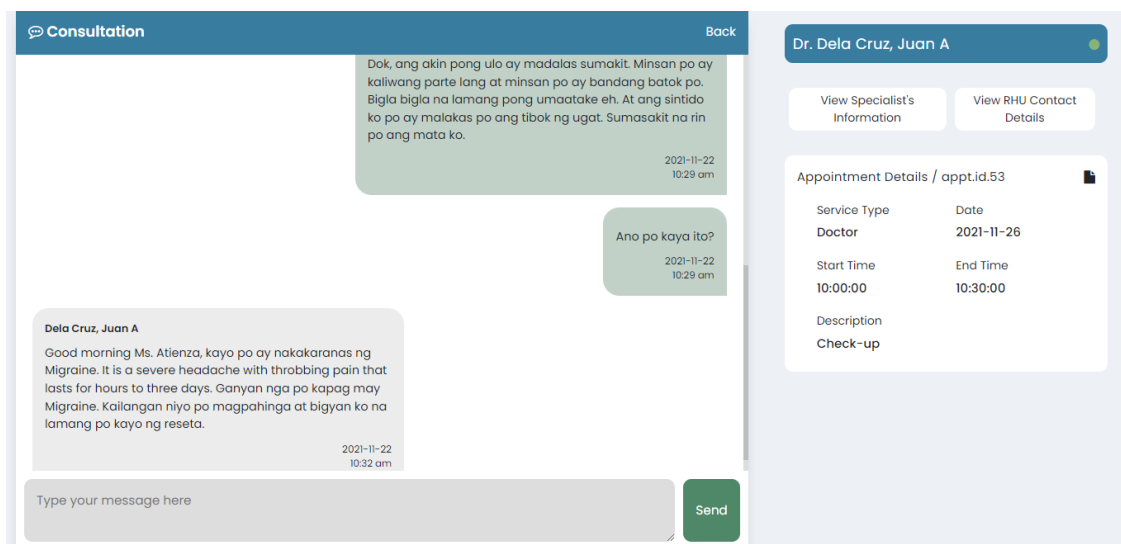 Consultation
Back
Dok, ang akin pong ulo ay madalas sumakit. Minsan po ay
kaliwang parte lang at minsan po ay bandang batok po.
Bigla bigla na lamang pong umaatake eh. At ang sintido
ko po ay malakas po ang tibok ng ugat. Sumasakit na rin
po ang mata ko.
2021-11-22
10:29 am
Ano po kaya ito?
2021-11-22
10:29 am
Dela Cruz, Juan A
Good morning Ms. Atienza, kayo po ay nakakaranas ng
Migraine. It is a severe headache with throbbing pain that
lasts for hours to three days. Ganyan nga po kapag may
Migraine. Kailangan niyo po magpahinga at bigyan ko na
lamang po kayo ng reseta.
2021-11-22
10:32 am
Type your message here
Send
Dr. Dela Cruz, Juan A
View Specialist's
Information
View RHU Contact
Details
Appointment Details / appt.id.53
Service Type
Date
Doctor
2021-11-26
Start Time
End Time
10:00:00
10:30:00
Description
Check-up